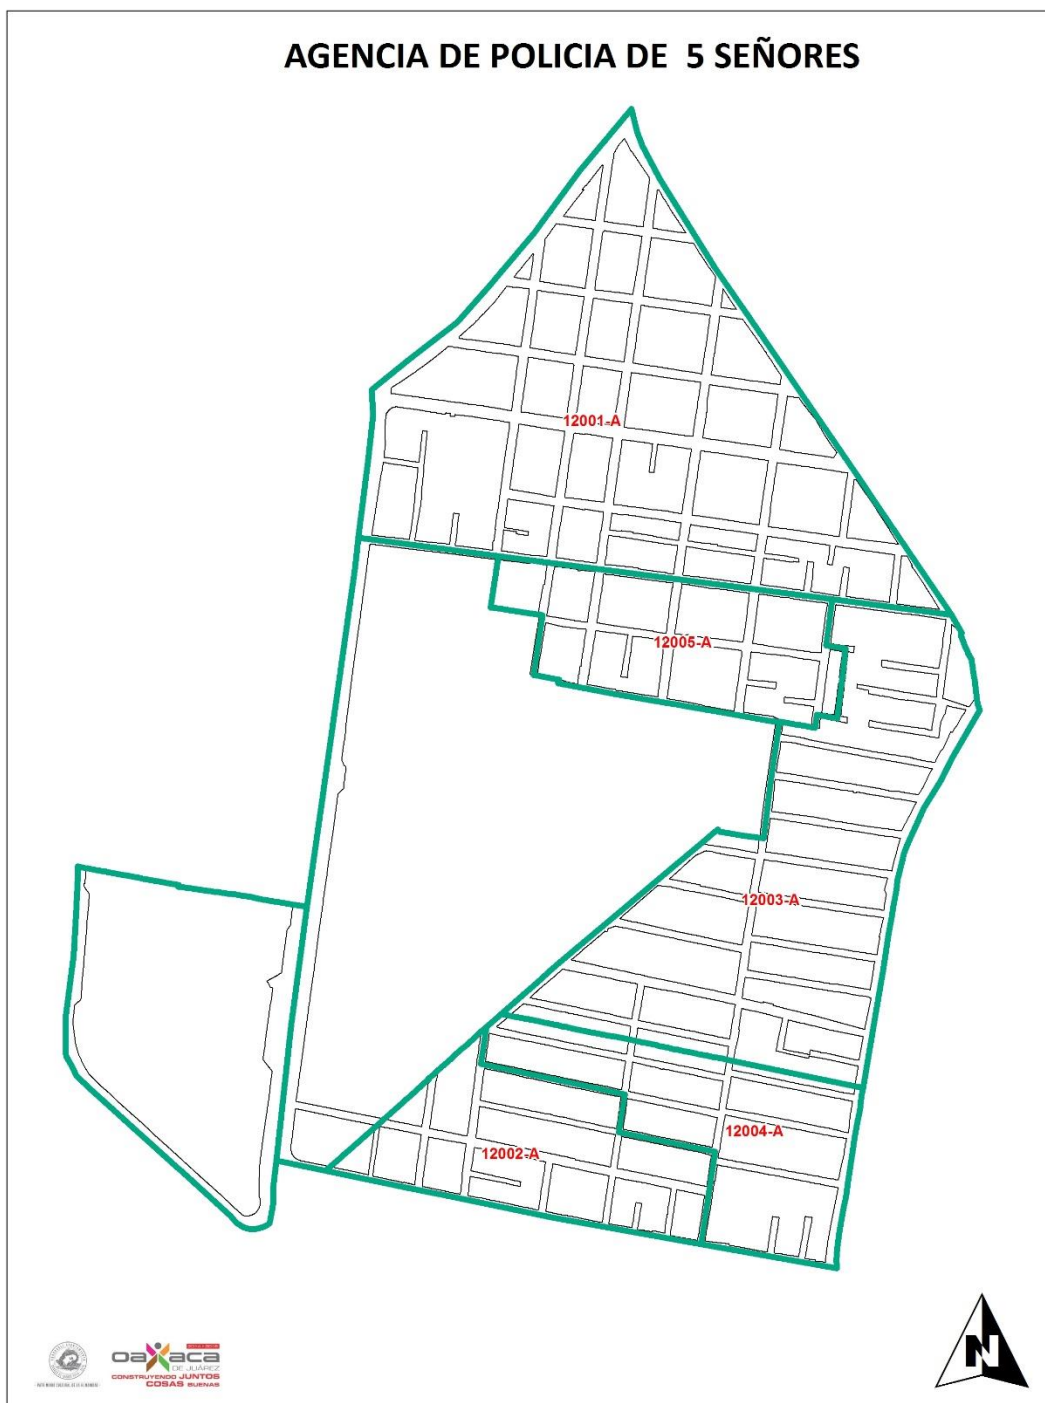 AGENCIA DE POLICIA DE 5 SEÑORES
12001-A
12005-A
12003-A
12004-A
12002-A
N
oaxaca
DE JUÁREZ
CONSTRUYENDO JUNTOS
COSAS BUENAS